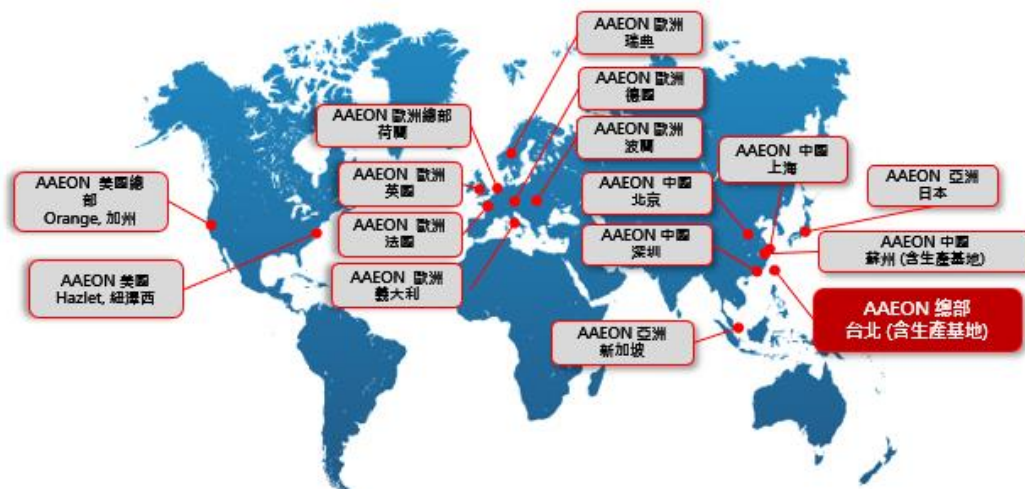 AAEON 歐洲
瑞典
AAEON 歐洲
德國
AAEON 歐洲總部
荷蘭
AAEON 歐洲
波蘭
AAEON 中國
上海
AAEON 亞洲
日本
AAEON 美國總
部
Orange, 加州
AAEON 歐洲
英國
AAEON 中國
北京
AAEON 歐洲
法國
AAEON 中國
深圳
AAEON 中國
蘇州 (含生產基地)
AAEON 美國
Hazlet, 紐澤西
AAEON 歐洲
義大利
AAEON 總部
台北 (含生產基地)
AAEON 亞洲
新加坡